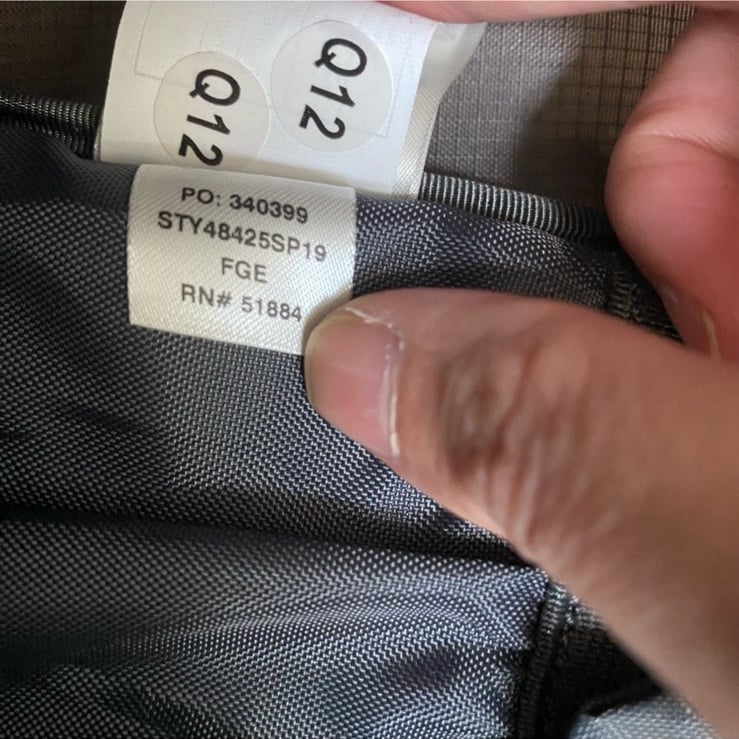 Q12
Q12
PO: 340399
STY48425SP19
FGE
RN# 51884